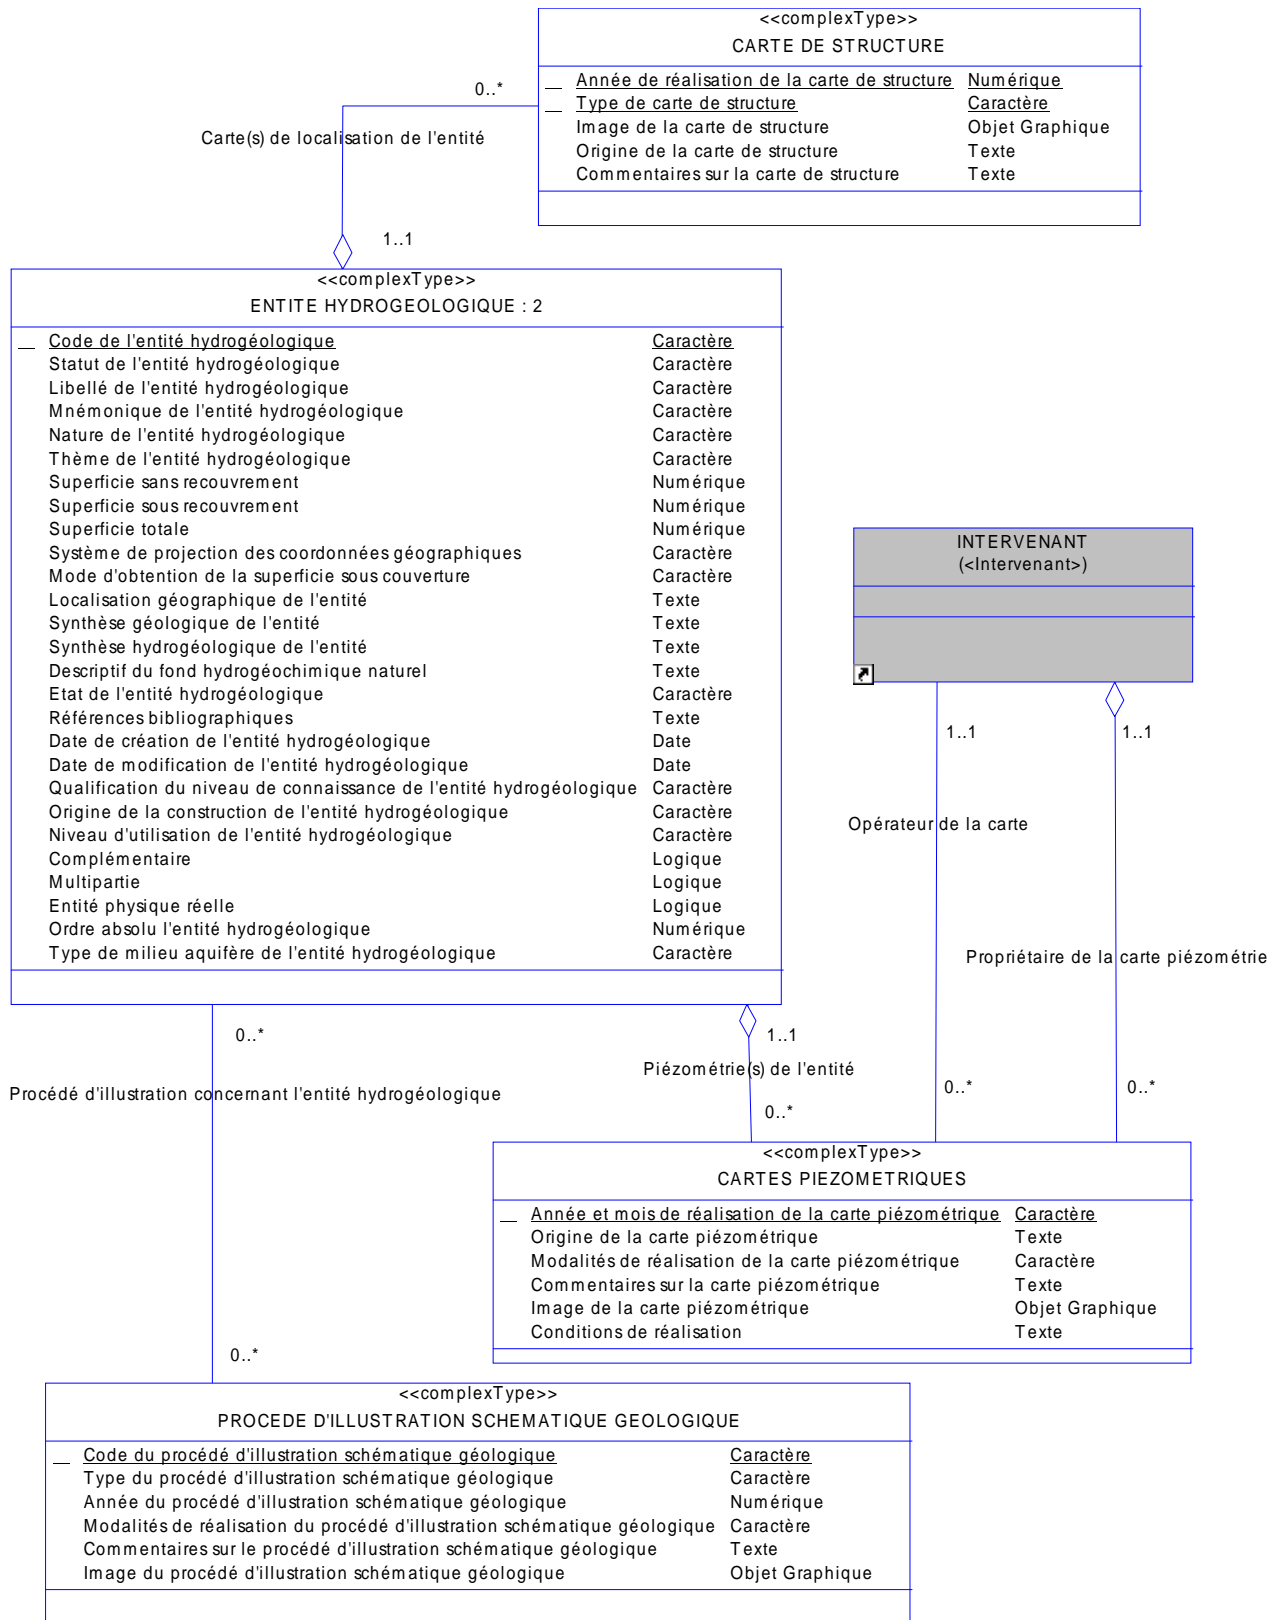 <<complexType>>
CARTE DE STRUCTURE
Année de réalisation de la carte de structure Numérique
Type de carte de structure Caractère
Image de la carte de structure Objet Graphique
Origine de la carte de structure Texte
Commentaires sur la carte de structure Texte
0..*
Carte(s) de localisation de l'entité
1..1
<<complexType>>
ENTITE HYDROGEOLOGIQUE : 2
Code de l'entité hydrogéologique Caractère
Statut de l'entité hydrogéologique Caractère
Libellé de l'entité hydrogéologique Caractère
Mnémonique de l'entité hydrogéologique Caractère
Nature de l'entité hydrogéologique Caractère
Thème de l'entité hydrogéologique Caractère
Superficie sans recouvrement Numérique
Superficie sous recouvrement Numérique
Superficie totale Numérique
Système de projection des coordonnées géographiques Caractère
Mode d'obtention de la superficie sous couverture Caractère
Localisation géographique de l'entité Texte
Synthèse géologique de l'entité Texte
Synthèse hydrogéologique de l'entité Texte
Descriptif du fond hydrogéochimique naturel Texte
Etat de l'entité hydrogéologique Caractère
Références bibliographiques Texte
Date de création de l'entité hydrogéologique Date
Date de modification de l'entité hydrogéologique Date
Qualification du niveau de connaissance de l'entité hydrogéologique Caractère
Origine de la construction de l'entité hydrogéologique Caractère
Niveau d'utilisation de l'entité hydrogéologique Caractère
Complémentaire Logique
Multipartie Logique
Entité physique réelle Logique
Ordre absolu l'entité hydrogéologique Numérique
Type de milieu aquifère de l'entité hydrogéologique Caractère
INTERVENANT
(<Intervenant>)
1..1
1..1
Opérateur de la carte
Propriétaire de la carte piézométrie
0..*
0..*
0..*
1..1
Piézométrie(s) de l'entité
0..*
Procédé d'illustration concernant l'entité hydrogéologique
<<complexType>>
CARTES PIEZOMETRIQUES
Année et mois de réalisation de la carte piézométrique Caractère
Origine de la carte piézométrique Texte
Modalités de réalisation de la carte piézométrique Caractère
Commentaires sur la carte piézométrique Texte
Image de la carte piézométrique Objet Graphique
Conditions de réalisation Texte
0..*
<<complexType>>
PROCEDE D'ILLUSTRATION SCHEMATIQUE GEOLOGIQUE
Code du procédé d'illustration schématique géologique Caractère
Type du procédé d'illustration schématique géologique Caractère
Année du procédé d'illustration schématique géologique Numérique
Modalités de réalisation du procédé d'illustration schématique géologique Caractère
Commentaires sur le procédé d'illustration schématique géologique Texte
Image du procédé d'illustration schématique géologique Objet Graphique